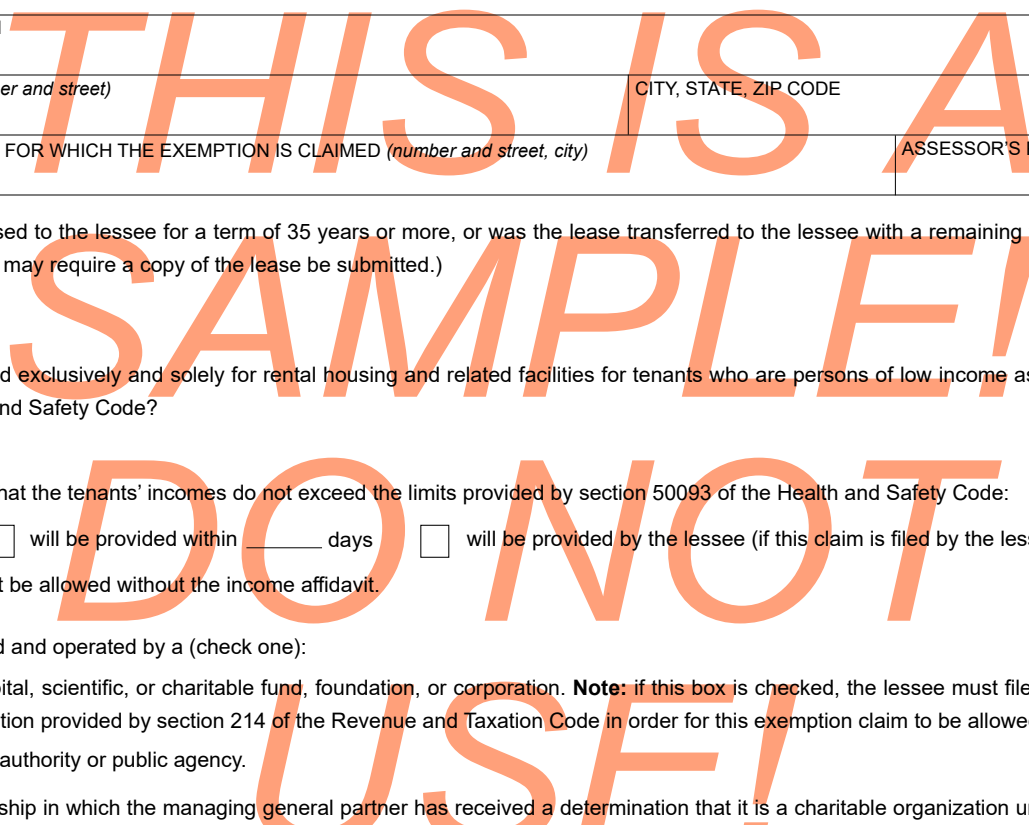 THIS IS A
er and street)
CITY, STATE, ZIP CODE
FOR WHICH THE EXEMPTION IS CLAIMED (number and street, city)
ASSESSOR'S
sed to the lessee for a term of 35 years or more, or was the lease transferred to the lessee with a remaining
may require a copy of the lease be submitted.)
SAMPLE!
d exclusively and solely for rental housing and related facilities for tenants who are persons of low income as
nd Safety Code?
DO NOT
hat the tenants' incomes do not exceed the limits provided by section 50093 of the Health and Safety Code:
will be provided within ______ days will be provided by the lessee (if this claim is filed by the less
t be allowed without the income affidavit.
d and operated by a (check one):
ital, scientific, or charitable fund, foundation, or corporation. Note: if this box is checked, the lessee must file
tion provided by section 214 of the Revenue and Taxation Code in order for this exemption claim to be allowe
USE!
authority or public agency.
ship in which the managing general partner has received a determination that it is a charitable organization u